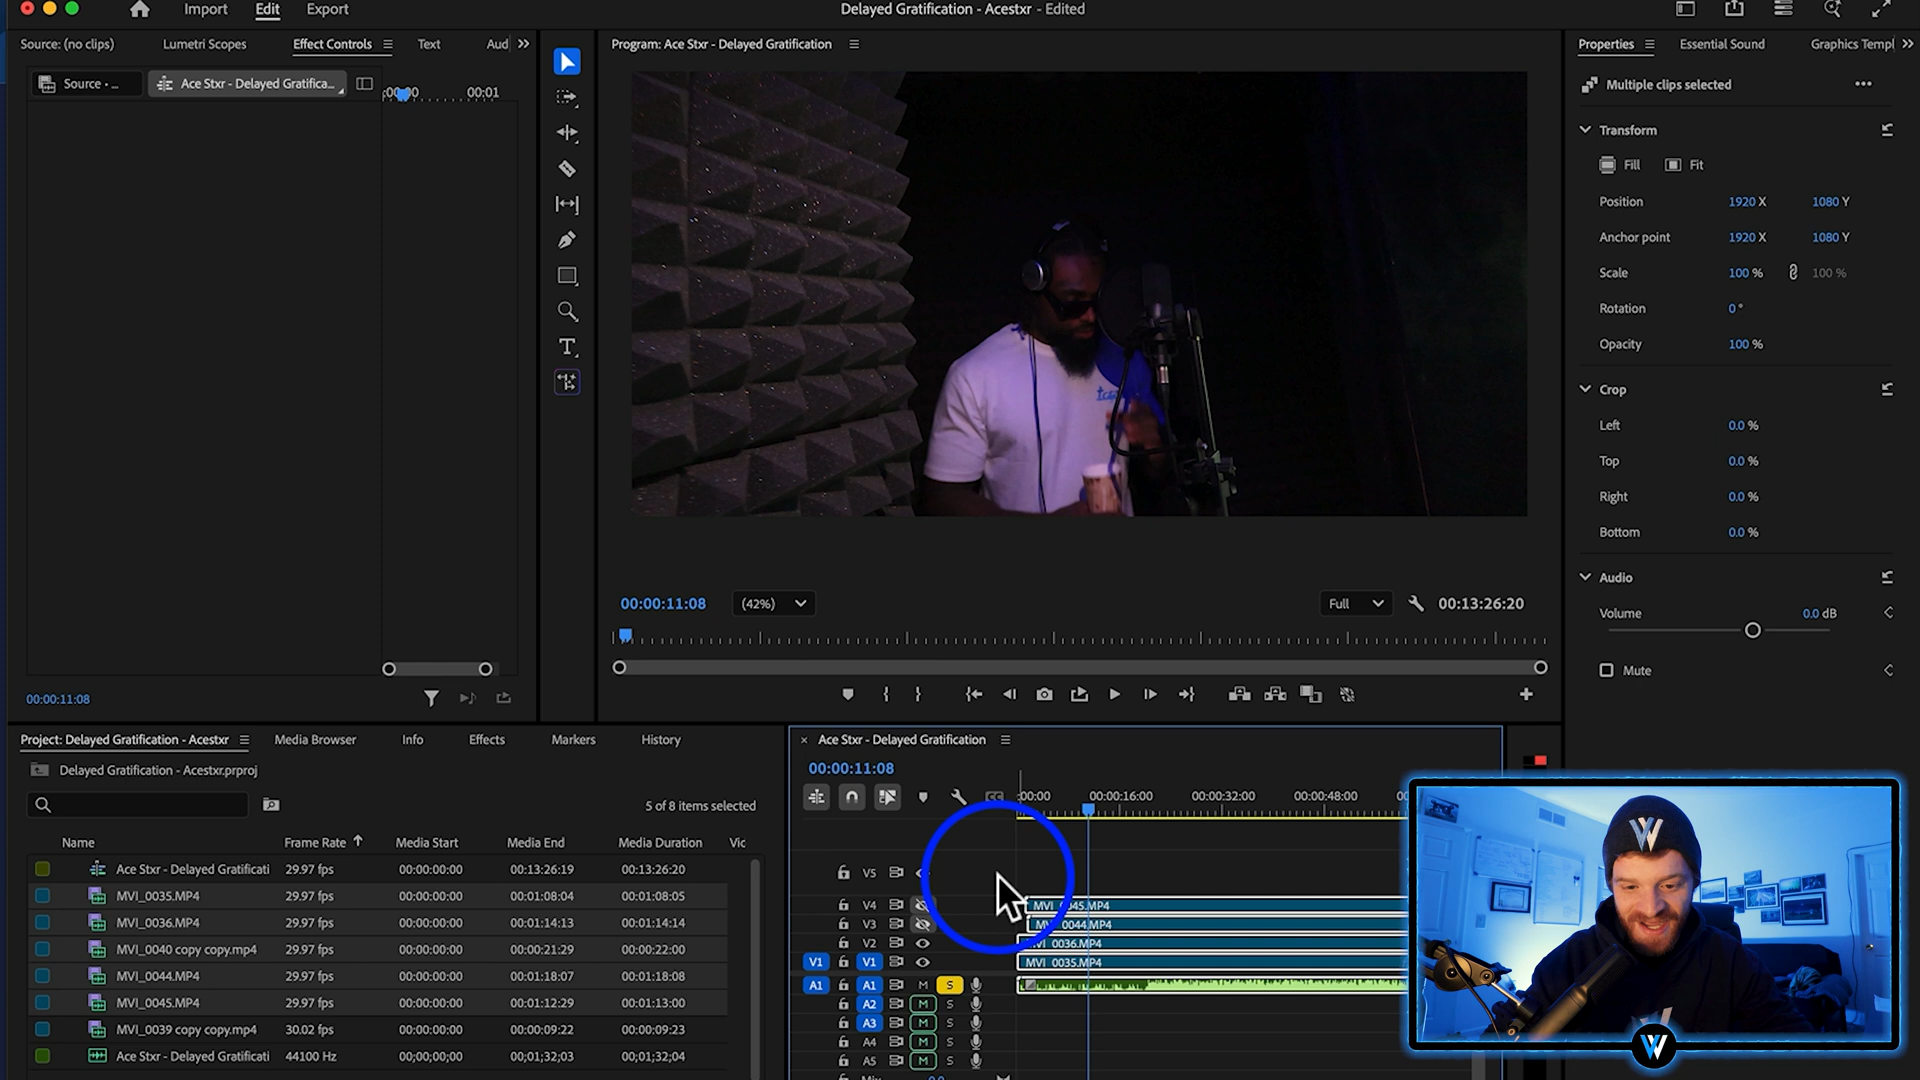 Import Edit Export
Delayed Gratification - Acestxr - Edited
Source: (no clips) Lumetri Scopes Effect Controls Text Aud
Source • ... Ace Stxr - Delayed Gratifica... 00:01
00:00:11:08
Program: Ace Stxr - Delayed Gratification
00:00:11:08 (42%) Full 00:13:26:20
Properties Essential Sound Graphics Templ
Multiple clips selected
Transform
Fill Fit
Position 1920 X 1080 Y
Anchor point 1920 X 1080 Y
Scale 100 % 100 %
Rotation 0 °
Opacity 100 %
Crop
Left 0.0 %
Top 0.0 %
Right 0.0 %
Bottom 0.0 %
Audio
Volume 0.0 dB
Mute
Project: Delayed Gratification - Acestxr Media Browser Info Effects Markers History
Delayed Gratification - Acestxr.prproj
5 of 8 items selected
Name Frame Rate Media Start Media End Media Duration Vic
Ace Stxr - Delayed Gratificati 29.97 fps 00:00:00:00 00:13:26:19 00:13:26:20
MVI_0035.MP4 29.97 fps 00:00:00:00 00:01:08:04 00:01:08:05
MVI_0036.MP4 29.97 fps 00:00:00:00 00:01:14:13 00:01:14:14
MVI_0040 copy copy.mp4 29.97 fps 00:00:00:00 00:00:21:29 00:00:22:00
MVI_0044.MP4 29.97 fps 00:00:00:00 00:01:18:07 00:01:18:08
MVI_0045.MP4 29.97 fps 00:00:00:00 00:01:12:29 00:01:13:00
MVI_0039 copy copy.mp4 30.02 fps 00:00:00:00 00:00:09:22 00:00:09:23
Ace Stxr - Delayed Gratificati 44100 Hz 00;00;00;00 00;01;32;03 00;01;32;04
× Ace Stxr - Delayed Gratification
00:00:11:08
:00:00 00:00:16:00 00:00:32:00 00:00:48:00
V5
V4 MVI_0045.MP4
V3 MVI_0044.MP4
V2 MVI_0036.MP4
V1 V1 MVI_0035.MP4
A1 A1 M S
A2 M S
A3 M S
A4 M S
A5 M S